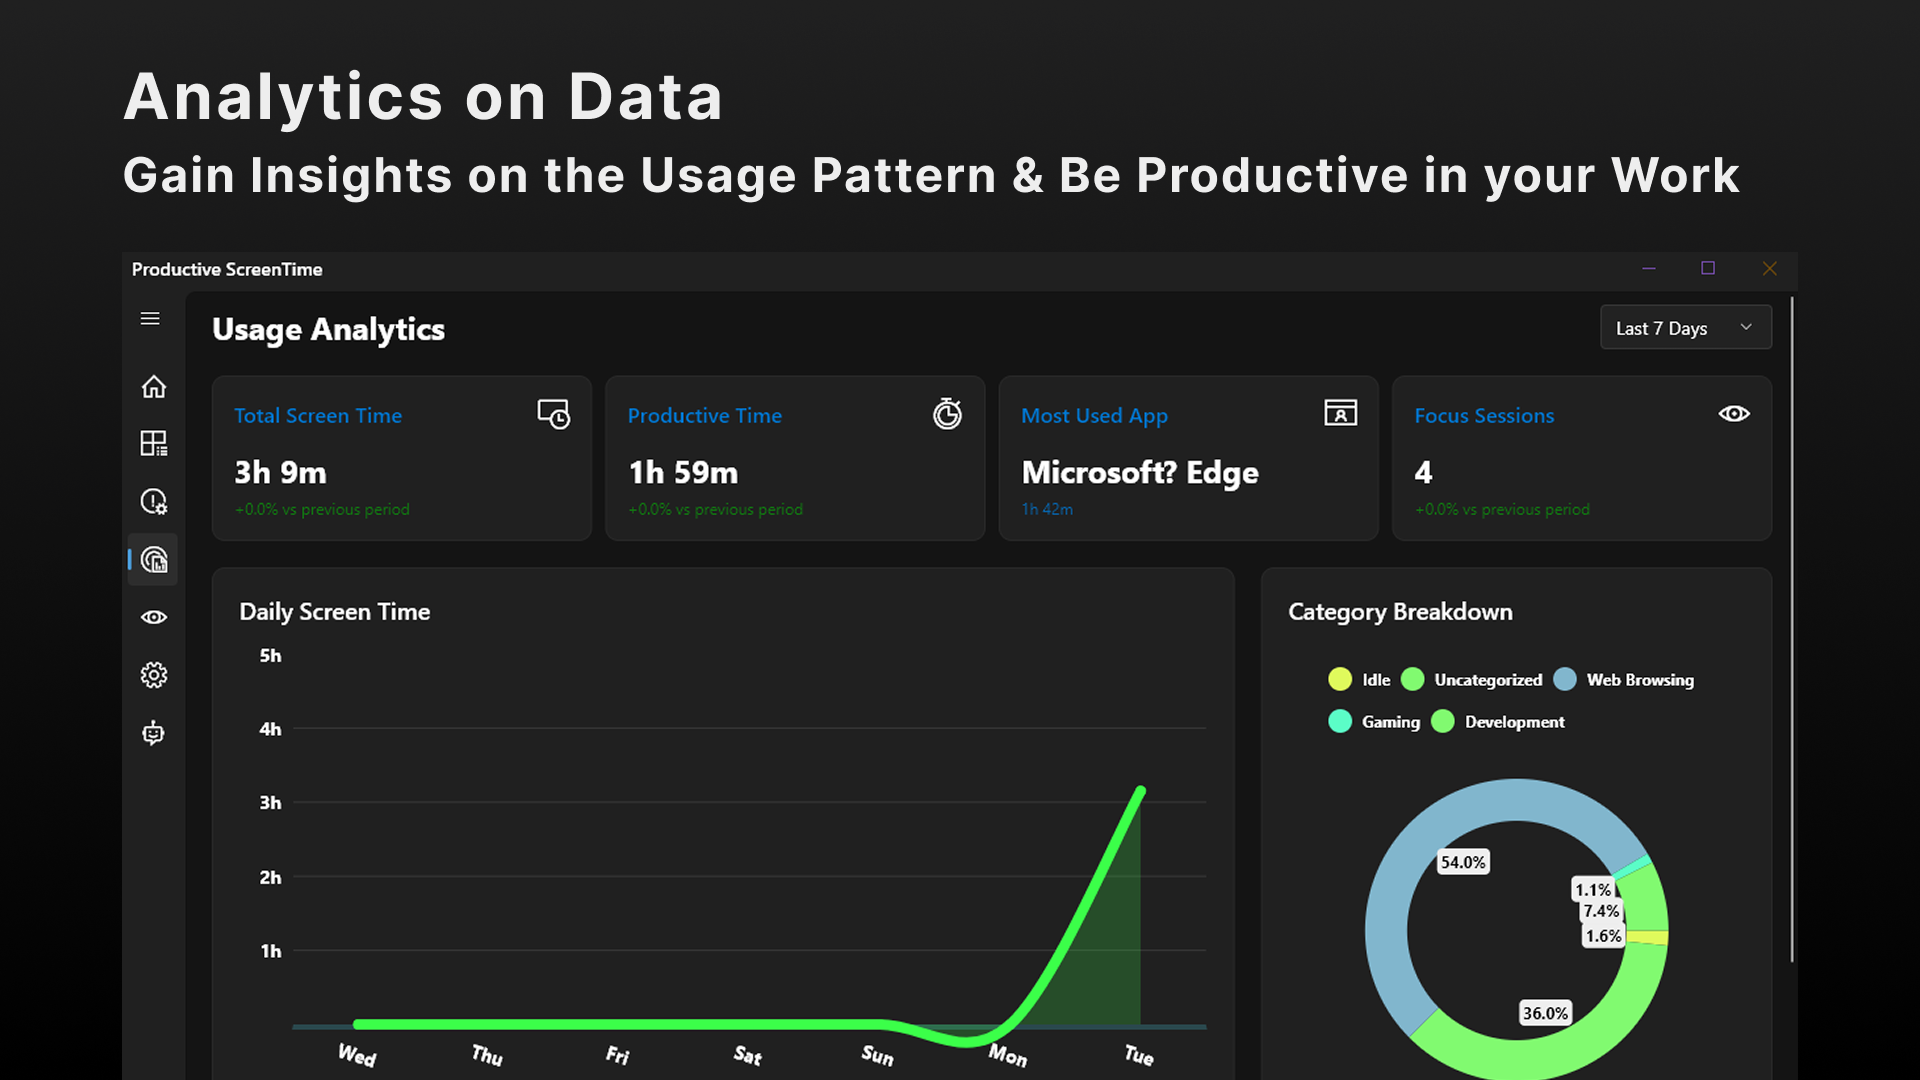 Analytics on Data
Gain Insights on the Usage Pattern & Be Productive in your Work
Productive ScreenTime
Usage Analytics
Last 7 Days
Total Screen Time
3h 9m
+0.0% vs previous period
Productive Time
1h 59m
+0.0% vs previous period
Most Used App
Microsoft? Edge
1h 42m
Focus Sessions
4
+0.0% vs previous period
Daily Screen Time
5h
4h
3h
2h
1h
Wed Thu Fri Sat Sun Mon Tue
Category Breakdown
Idle Uncategorized Web Browsing
Gaming Development
54.0%
1.1%
7.4%
1.6%
36.0%